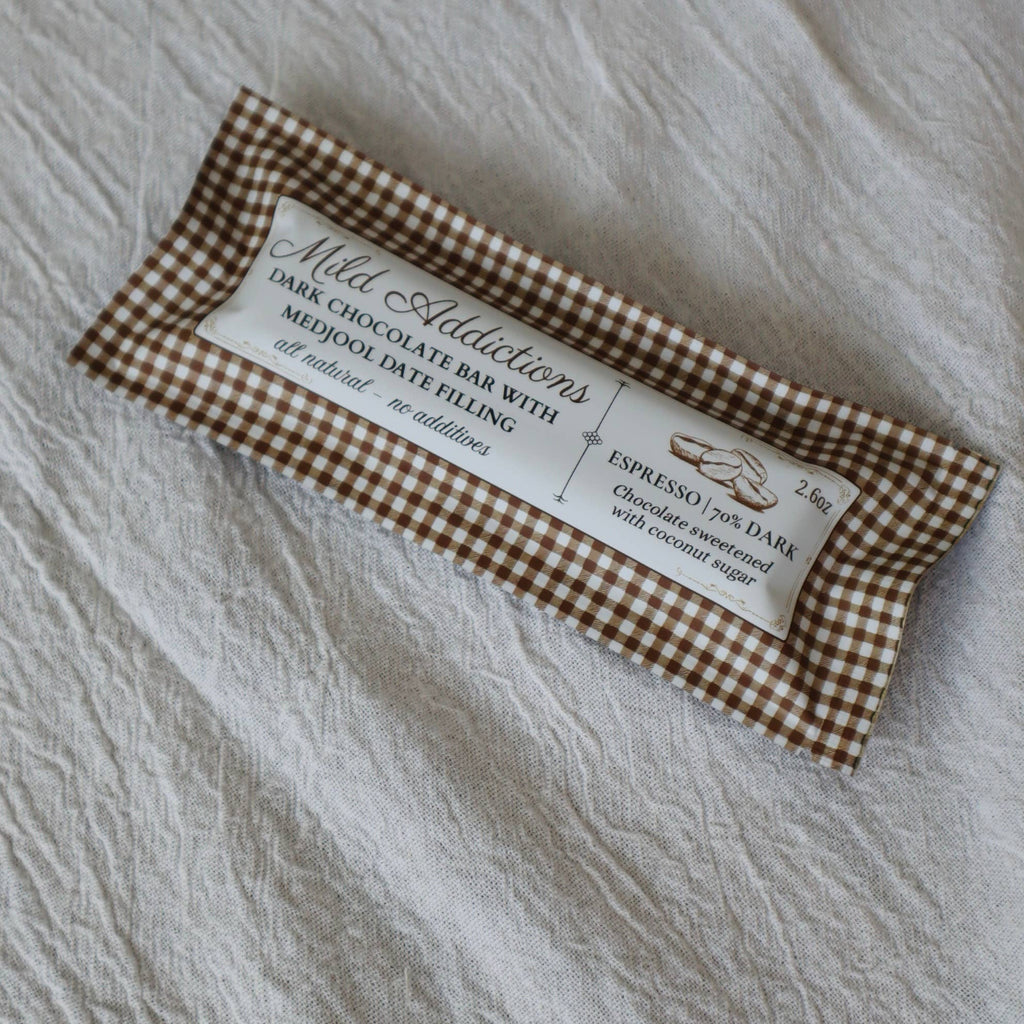 Mild Addictions
DARK CHOCOLATE BAR WITH
MEDJOOL DATE FILLING
all natural – no additives
2.6oz
ESPRESSO | 70% DARK
Chocolate sweetened
with coconut sugar